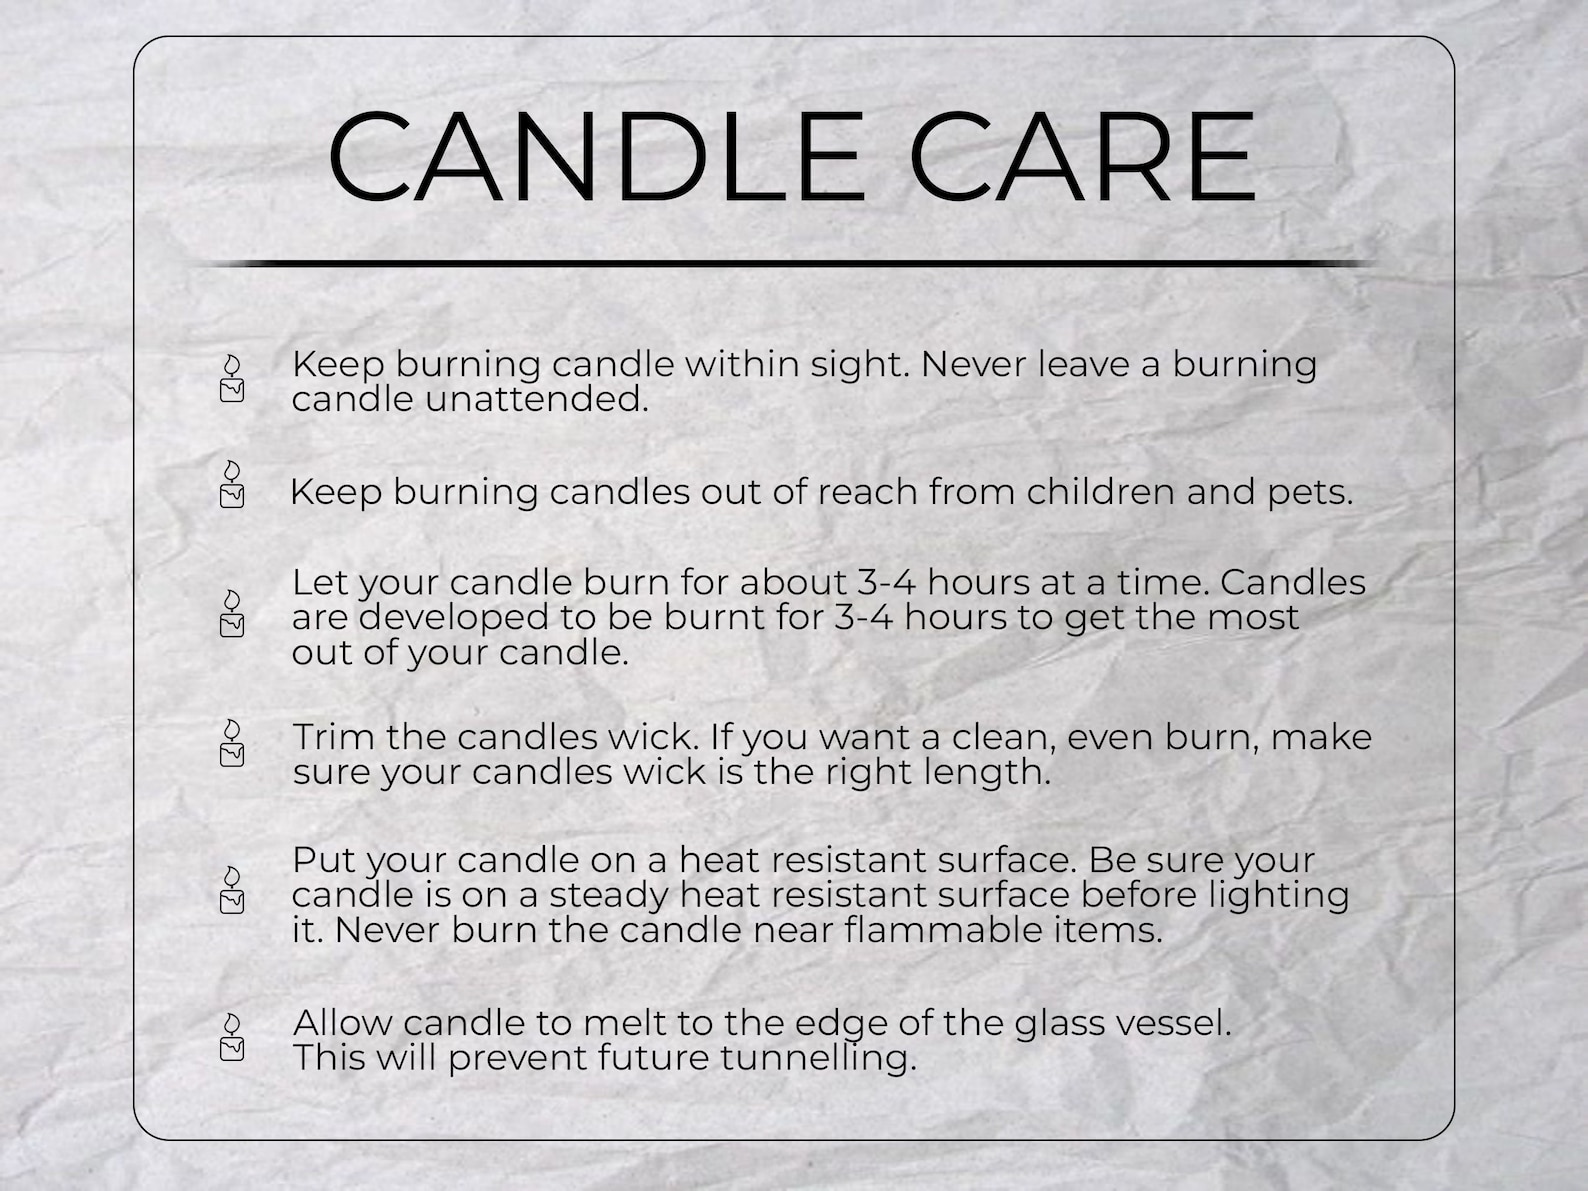 CANDLE CARE
Keep burning candle within sight. Never leave a burning
candle unattended.
Keep burning candles out of reach from children and pets.
Let your candle burn for about 3-4 hours at a time. Candles
are developed to be burnt for 3-4 hours to get the most
out of your candle.
Trim the candles wick. If you want a clean, even burn, make
sure your candles wick is the right length.
Put your candle on a heat resistant surface. Be sure your
candle is on a steady heat resistant surface before lighting
it. Never burn the candle near flammable items.
Allow candle to melt to the edge of the glass vessel.
This will prevent future tunnelling.